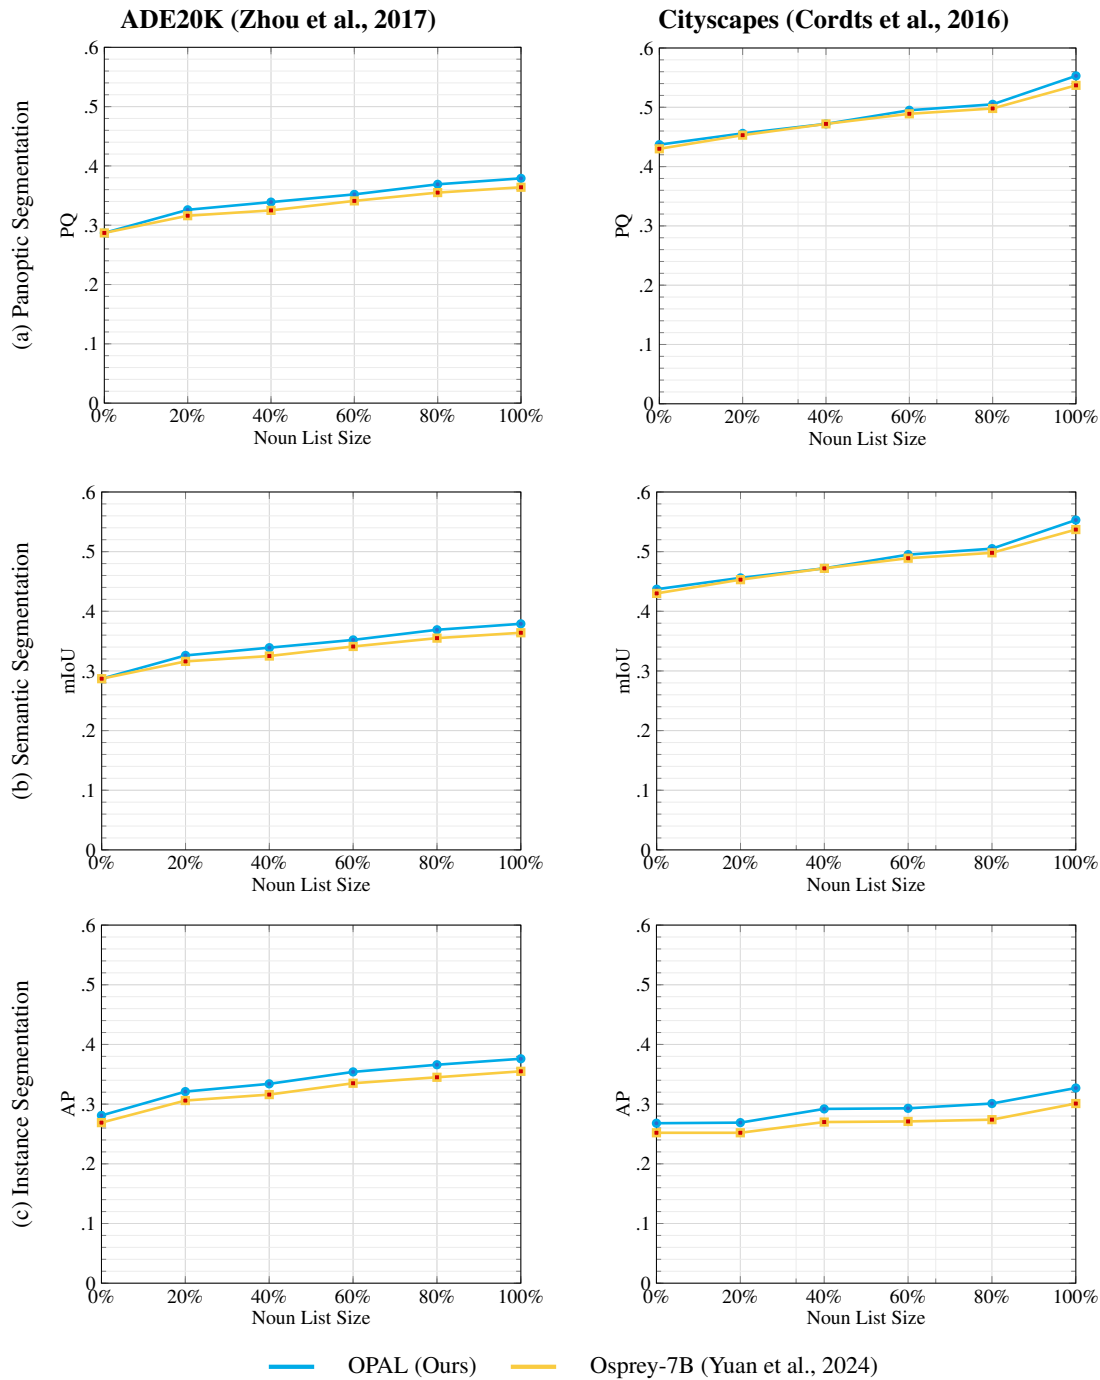 ADE20K (Zhou et al., 2017)
Cityscapes (Cordts et al., 2016)
(a) Panoptic Segmentation
PQ
.6
.5
.4
.3
.2
.1
0
0% 20% 40% 60% 80% 100%
Noun List Size
PQ
.6
.5
.4
.3
.2
.1
0
0% 20% 40% 60% 80% 100%
Noun List Size
(b) Semantic Segmentation
mIoU
.6
.5
.4
.3
.2
.1
0
0% 20% 40% 60% 80% 100%
Noun List Size
mIoU
.6
.5
.4
.3
.2
.1
0
0% 20% 40% 60% 80% 100%
Noun List Size
(c) Instance Segmentation
AP
.6
.5
.4
.3
.2
.1
0
0% 20% 40% 60% 80% 100%
Noun List Size
AP
.6
.5
.4
.3
.2
.1
0
0% 20% 40% 60% 80% 100%
Noun List Size
OPAL (Ours)
Osprey-7B (Yuan et al., 2024)